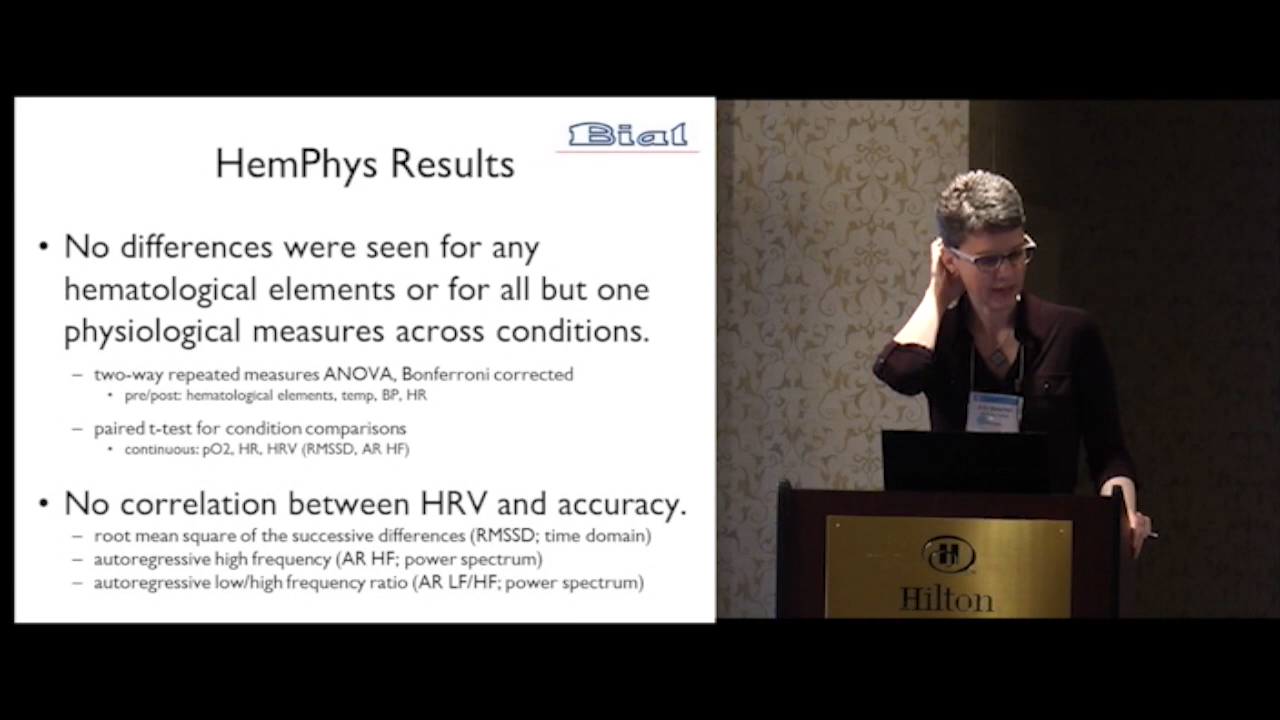 Bial
HemPhys Results
• No differences were seen for any
hematological elements or for all but one
physiological measures across conditions.
– two-way repeated measures ANOVA, Bonferroni corrected
• pre/post: hematological elements, temp, BP, HR
– paired t-test for condition comparisons
• continuous: pO2, HR, HRV (RMSSD, AR HF)
• No correlation between HRV and accuracy.
– root mean square of the successive differences (RMSSD; time domain)
– autoregressive high frequency (AR HF; power spectrum)
– autoregressive low/high frequency ratio (AR LF/HF; power spectrum)
H
Hilton